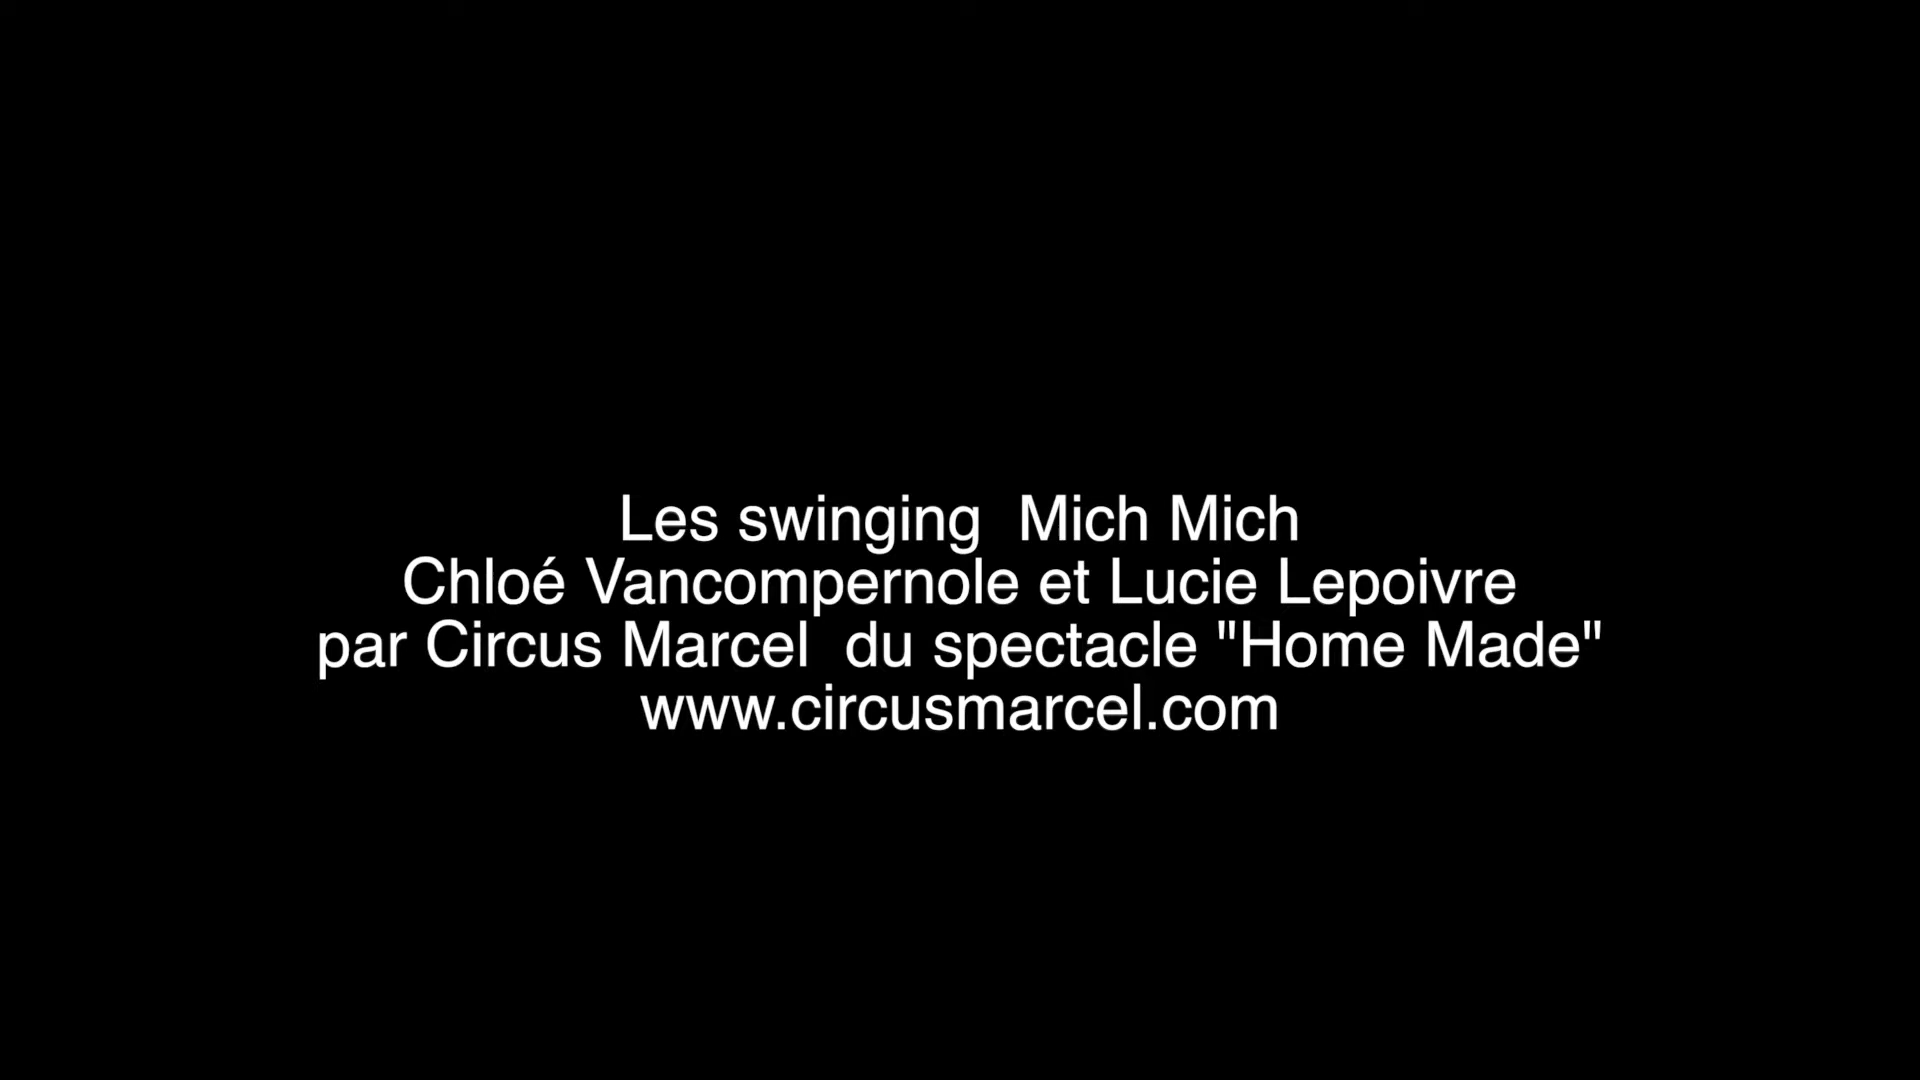 Les swinging  Mich Mich
Chloé Vancompernole et Lucie Lepoivre
par Circus Marcel  du spectacle "Home Made"
www.circusmarcel.com